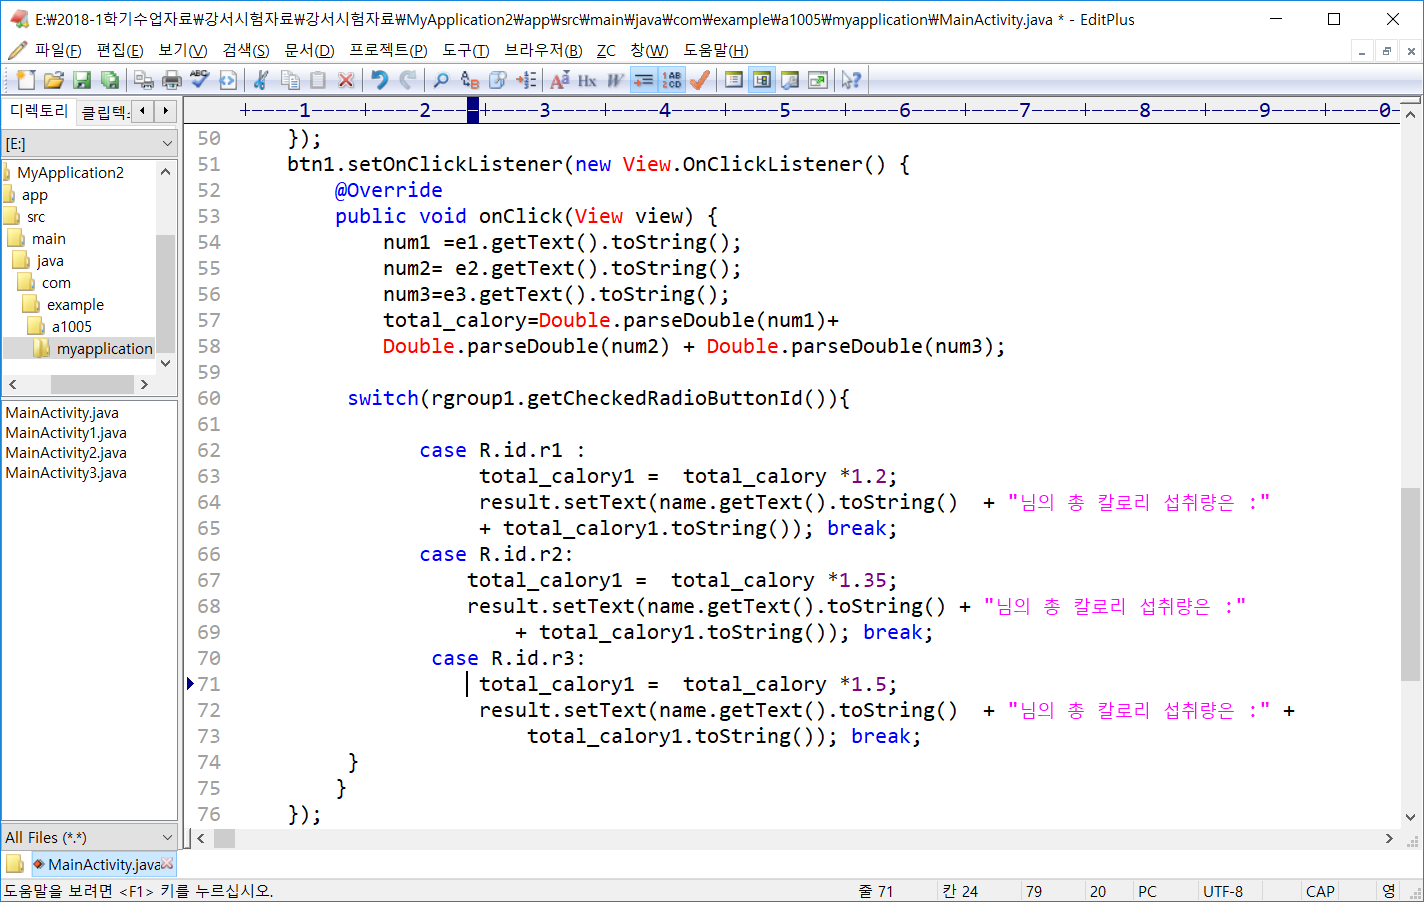 E:₩2018-1학기수업자료₩강서시험자료₩강서시험자료₩MyApplication2₩app₩src₩main₩java₩com₩example₩a1005₩myapplication₩MainActivity.java * - EditPlus
파일(F) 편집(E) 보기(V) 검색(S) 문서(D) 프로젝트(P) 도구(T) 브라우저(B) ZC 창(W) 도움말(H)
디렉토리 클립텍
[E:]
MyApplication2
app
src
main
java
com
example
a1005
myapplication
MainActivity.java
MainActivity1.java
MainActivity2.java
MainActivity3.java
All Files (*.*)
+----1----+----2----+----3----+----4----+----5----+----6----+----7----+----8----+----9----+----0-
50 });
51 btn1.setOnClickListener(new View.OnClickListener() {
52 @Override
53 public void onClick(View view) {
54 num1 =e1.getText().toString();
55 num2= e2.getText().toString();
56 num3=e3.getText().toString();
57 total_calory=Double.parseDouble(num1)+
58 Double.parseDouble(num2) + Double.parseDouble(num3);
59
60 switch(rgroup1.getCheckedRadioButtonId()){
61
62 case R.id.r1 :
63 total_calory1 =  total_calory *1.2;
64 result.setText(name.getText().toString()  + "님의 총 칼로리 섭취량은 :"
65 + total_calory1.toString()); break;
66 case R.id.r2:
67 total_calory1 =  total_calory *1.35;
68 result.setText(name.getText().toString() + "님의 총 칼로리 섭취량은 :"
69 + total_calory1.toString()); break;
70 case R.id.r3:
71 total_calory1 =  total_calory *1.5;
72 result.setText(name.getText().toString()  + "님의 총 칼로리 섭취량은 :" +
73 total_calory1.toString()); break;
74 }
75 }
76 });
MainActivity.java
도움말을 보려면 <F1> 키를 누르십시오. 줄 71 칸 24 79 20 PC UTF-8 CAP 영